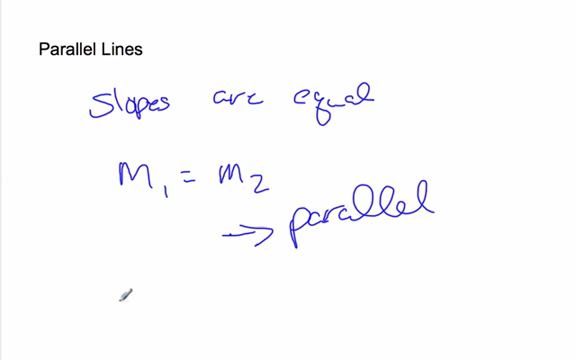 Parallel Lines
Slopes are equal
M₁ = m₂
→ parallel